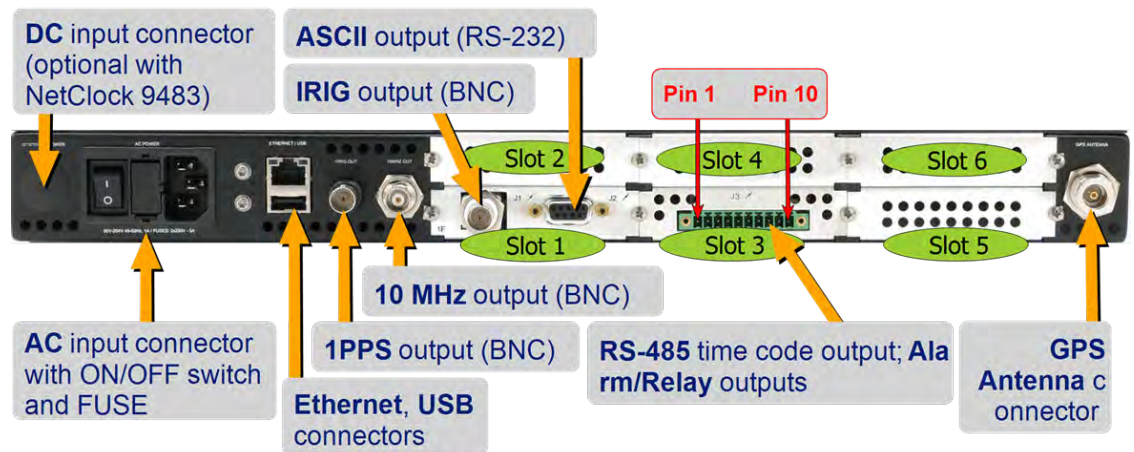 DC input connector
(optional with
NetClock 9483)
ASCII output (RS-232)
IRIG output (BNC)
Pin 1 Pin 10
AC POWER
ETHERNET / USB
10MHZ OUT
GPS ANTENNA
Slot 2
Slot 4
Slot 6
J1
J2
J3
1F
Slot 1
Slot 3
Slot 5
10 MHz output (BNC)
AC input connector
with ON/OFF switch
and FUSE
1PPS output (BNC)
Ethernet, USB
connectors
RS-485 time code output; Ala
rm/Relay outputs
GPS
Antenna c
onnector